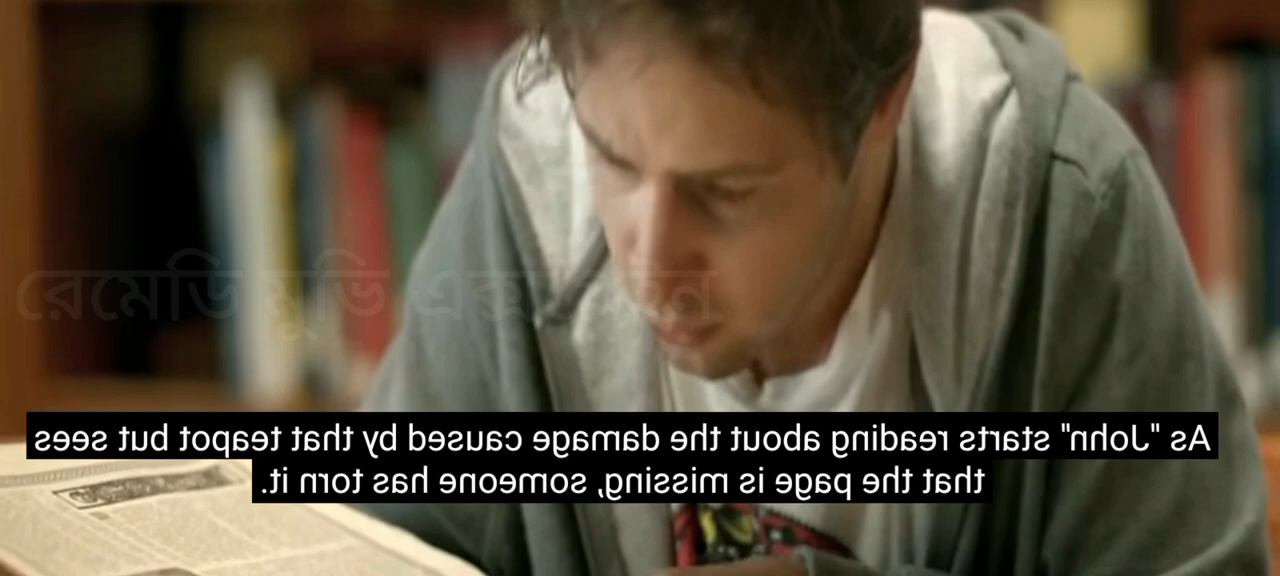 রেমেডি মুভি
As "John" starts reading about the damage caused by that teapot but sees
that the page is missing, someone has torn it.